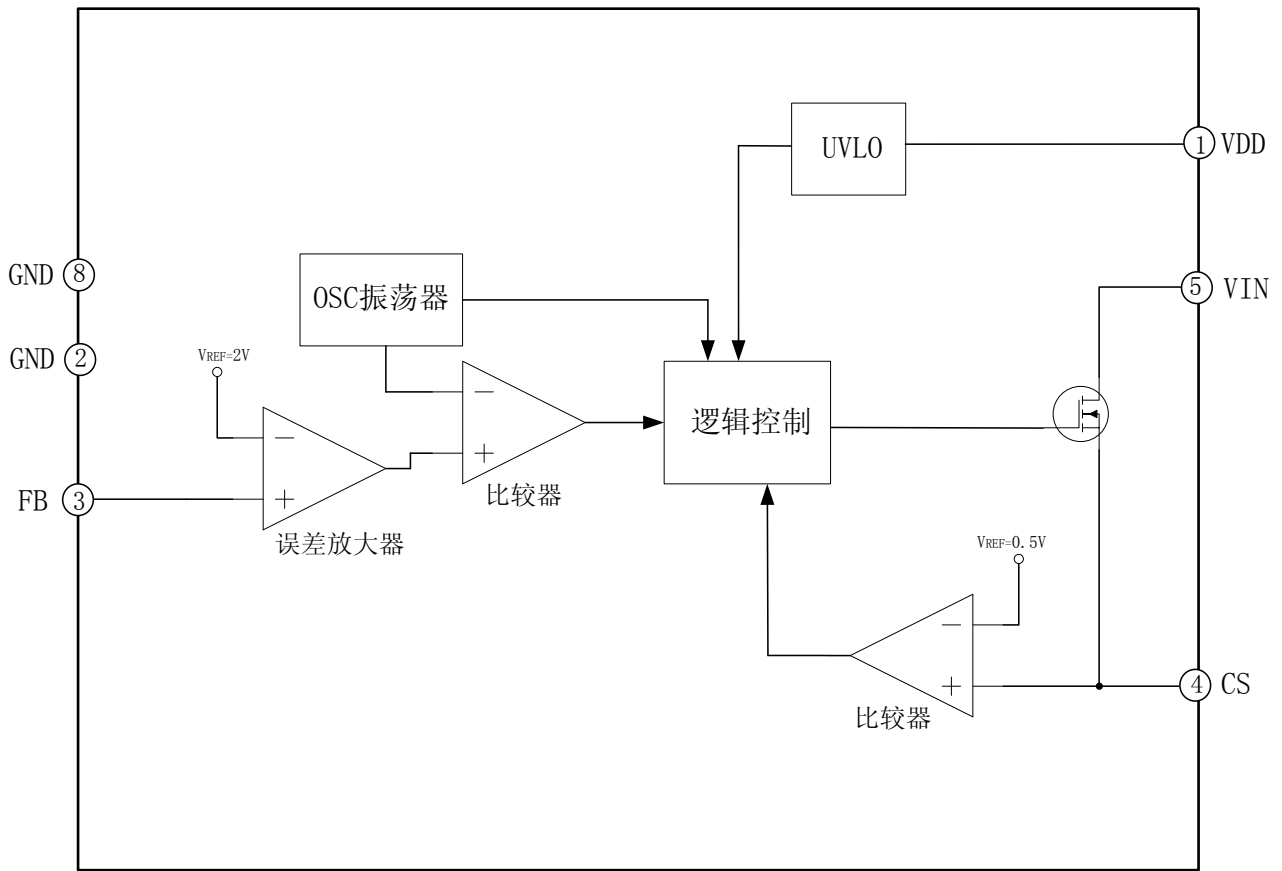 UVLO
1 VDD
GND 8
OSC振荡器
5 VIN
GND 2
VREF=2V
逻辑控制
FB 3
比较器
误差放大器
VREF=0.5V
4 CS
比较器